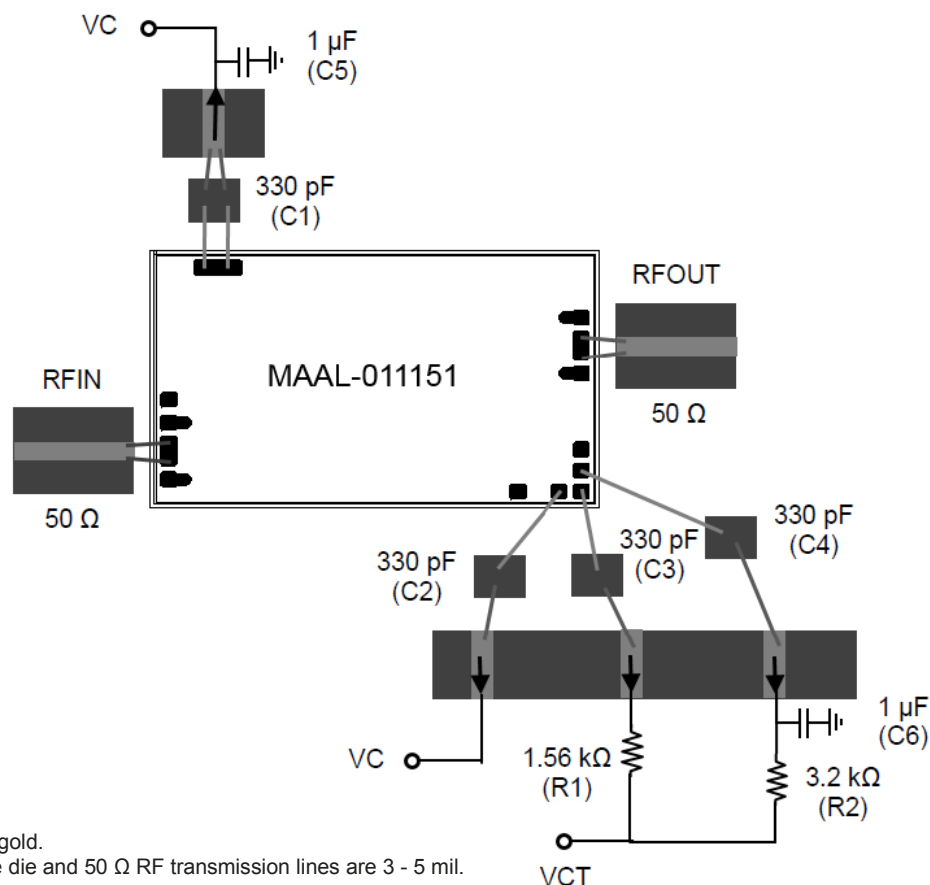 VC
1 µF
(C5)
330 pF
(C1)
RFOUT
MAAL-011151
RFIN
50 Ω
50 Ω
330 pF
(C2)
330 pF
(C3)
330 pF
(C4)
1 µF
(C6)
VC
1.56 kΩ
(R1)
3.2 kΩ
(R2)
VCT
gold.
e die and 50 Ω RF transmission lines are 3 - 5 mil.